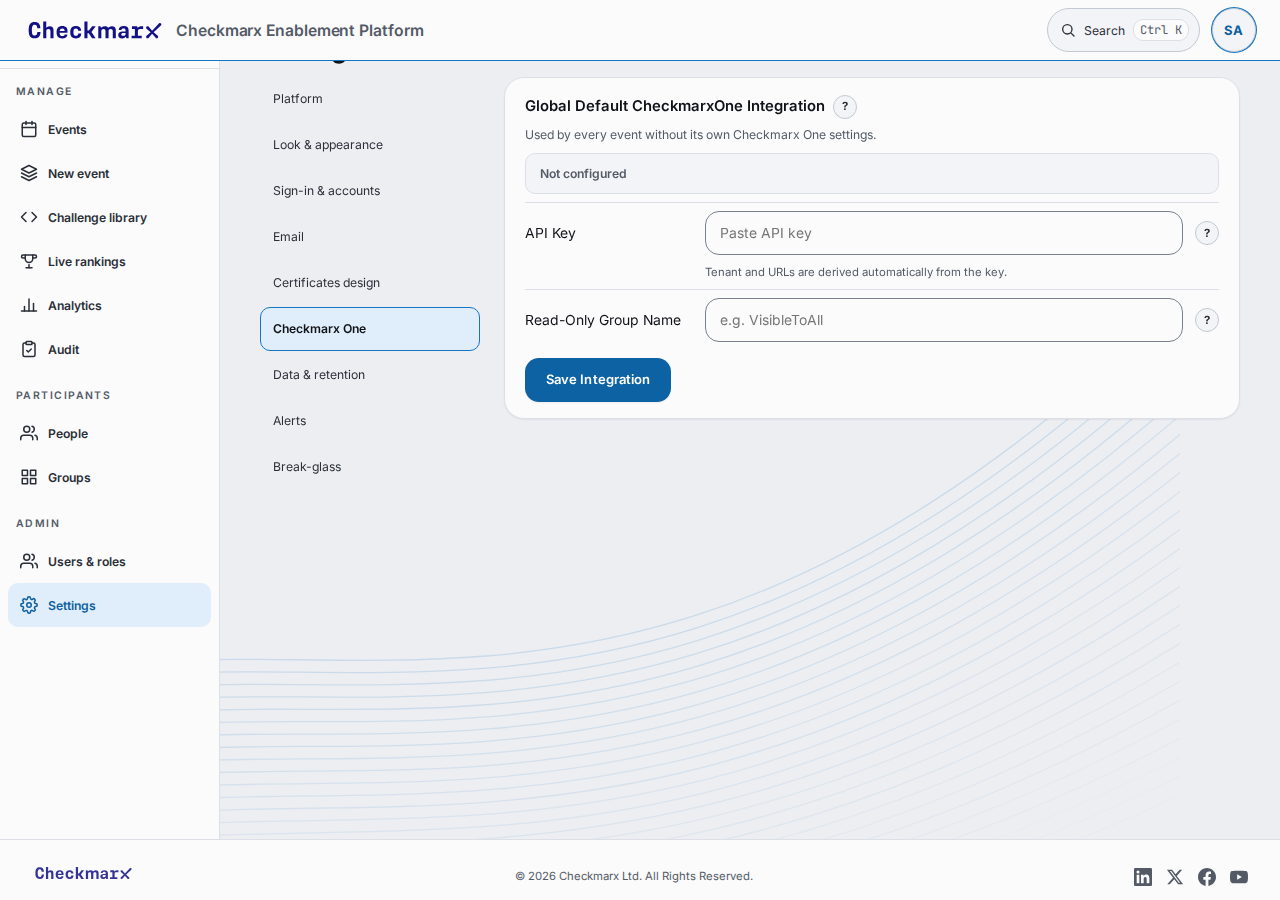 Checkmarx
Checkmarx Enablement Platform
Search
Ctrl K
SA
MANAGE
Events
New event
Challenge library
Live rankings
Analytics
Audit
PARTICIPANTS
People
Groups
ADMIN
Users & roles
Settings
Platform
Look & appearance
Sign-in & accounts
Email
Certificates design
Checkmarx One
Data & retention
Alerts
Break-glass
Global Default CheckmarxOne Integration
?
Used by every event without its own Checkmarx One settings.
Not configured
API Key
Paste API key
?
Tenant and URLs are derived automatically from the key.
Read-Only Group Name
e.g. VisibleToAll
?
Save Integration
Checkmarx
© 2026 Checkmarx Ltd. All Rights Reserved.